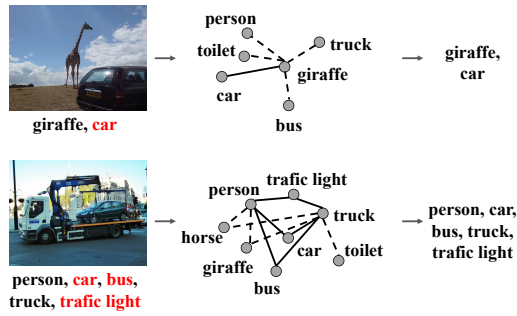 person
toilet
truck
giraffe
car
bus
giraffe, car
giraffe,
car
trafic light
person
truck
horse
car
giraffe
toilet
bus
person, car, bus,
truck, trafic light
person, car,
bus, truck,
trafic light